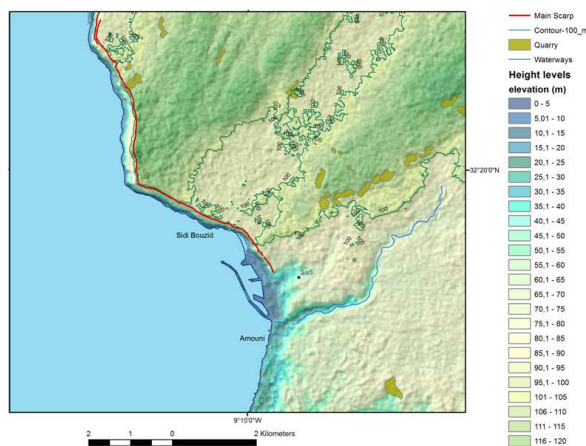 Main Scarp
Contour-100_m
Quarry
Waterways
Height levels
elevation (m)
0 - 5
5,01 - 10
10,1 - 15
15,1 - 20
20,1 - 25
25,1 - 30
30,1 - 35
35,1 - 40
40,1 - 45
45,1 - 50
50,1 - 55
55,1 - 60
60,1 - 65
65,1 - 70
70,1 - 75
75,1 - 80
80,1 - 85
85,1 - 90
90,1 - 95
95,1 - 100
101 - 105
106 - 110
111 - 115
116 - 120
32°20'0"N
Sidi Bouzid
Safi
Amouni
9°15'0"W
2 1 0 2 Kilometers
100
100
100
100
100
100
100
100